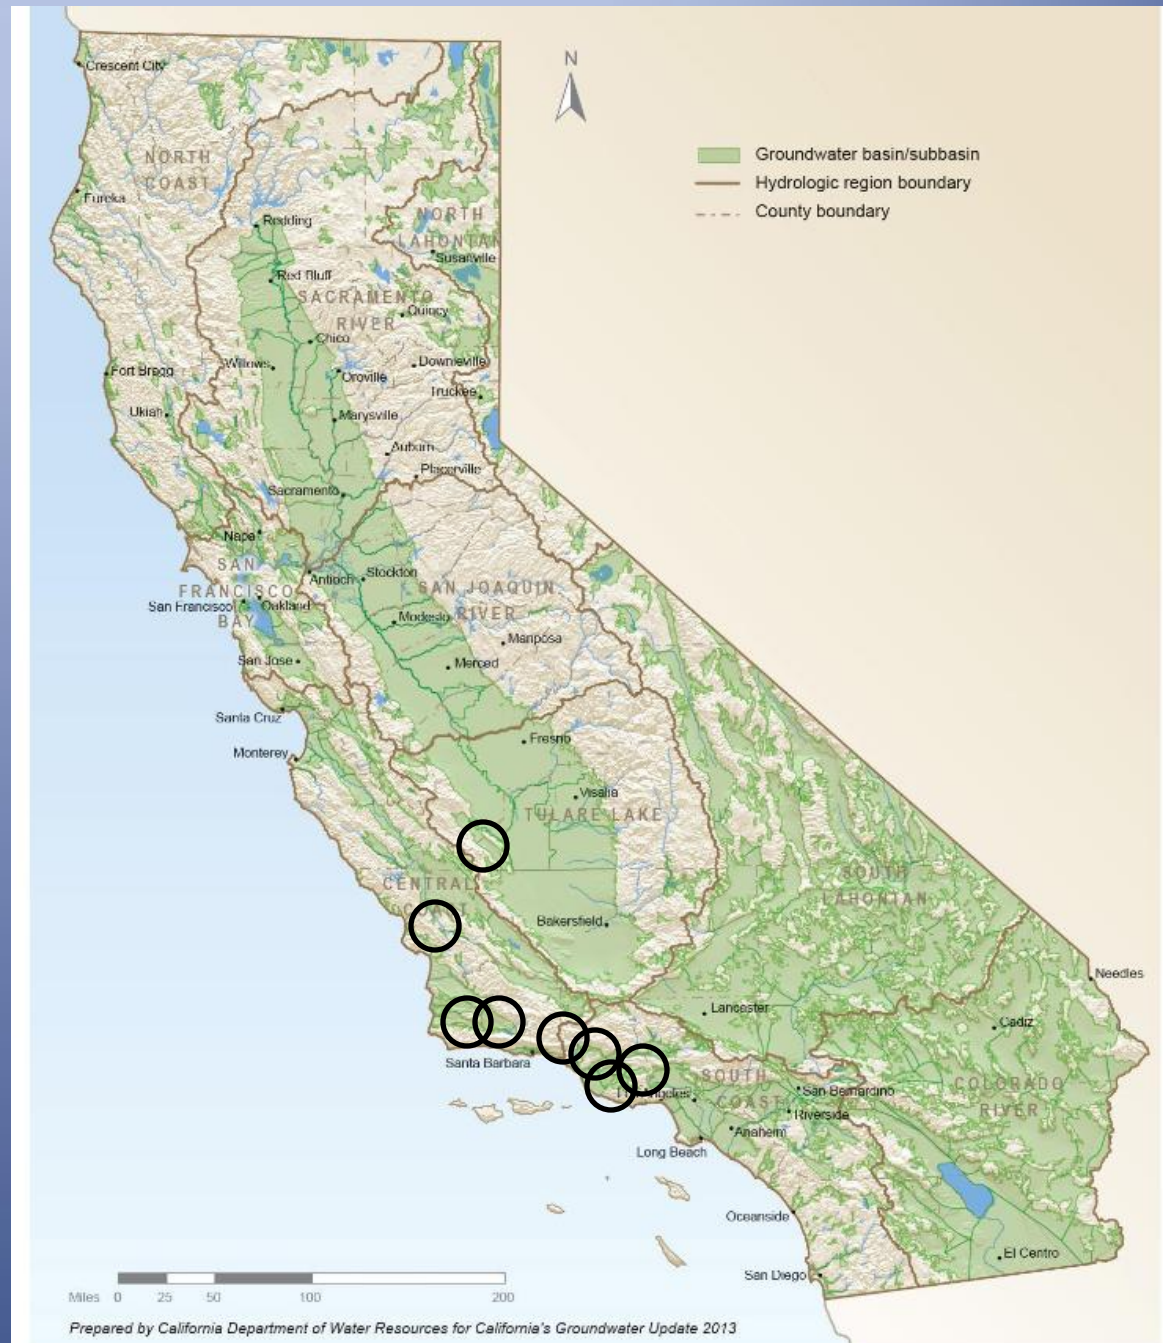 N
Groundwater basin/subbasin
Hydrologic region boundary
County boundary
Crescent City
NORTH
COAST
Eureka
Redding
NORTH
LAHONTAN
Susanville
Red Bluff
SACRAMENTO
RIVER
Quincy
Chico
Willows
Oroville
Downieville
Fort Bragg
Truckee
Ukiah
Marysville
Auburn
Placerville
Sacramento
Napa
SAN
FRANCISCO
BAY
Antioch
Stockton
SAN JOAQUIN
RIVER
San Francisco
Oakland
Modesto
Mariposa
San Jose
Merced
Santa Cruz
Monterey
Fresno
Visalia
TULARE LAKE
CENTRAL
SOUTH
LAHONTAN
Bakersfield
Needles
Lancaster
Cadiz
Santa Barbara
SOUTH
COAST
San Bernardino
COLORADO
RIVER
Riverside
Anaheim
Long Beach
Oceanside
El Centro
San Diego
Miles 0 25 50 100 200
Prepared by California Department of Water Resources for California's Groundwater Update 2013